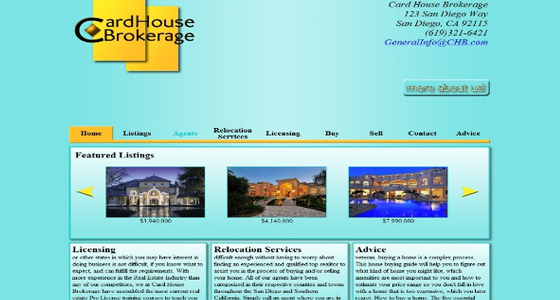 CardHouse
Brokerage
Card House Brokerage
123 San Diego Way
San Diego, CA 92115
(619)321-6421
GeneralInfo@CHB.com
more about us!
Home Listings Agents Relocation Services Licensing Buy Sell Contact Advice
Featured Listings
$3,940,000 $4,140,000 $7,990,000
Licensing
or other states in which you may have interest in
doing business is not difficult, if you know what to
expect, and can fulfill the requirements. With
more experience in the Real Estate Industry than
any of our competitors, we at Card House
Brokerage have assembled the most current real
estate Pre License training courses to teach you
Relocation Services
difficult enough without having to worry about
finding an experienced and qualified top realtor to
assist you in the process of buying and/or selling
your home. All of our agents have been
categorized in their respective counties and towns
throughout the San Diego and Southern
California. Simply call an agent where you are in
Advice
veteran, buying a home is a complex process.
This home buying guide will help you to figure out
what kind of house you might like, which
amenities are most important to you and how to
estimate your price range so you don't fall in love
with a home that is too expensive, which you later
regret. How to buy a home. The five essential